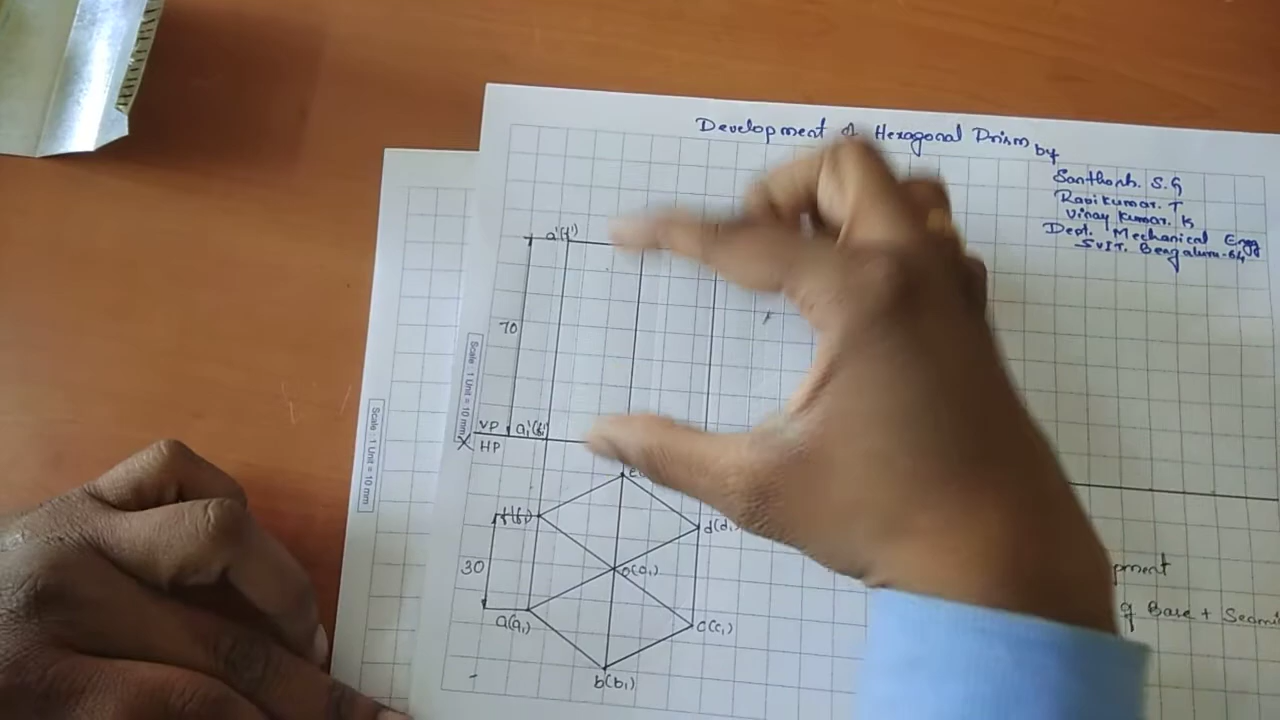 Development of Hexagonal Prism by
Santhosh. S.G
Ravikumar. T
Vinay Kumar. K
Dept. Mechanical Engg
SVIT. Bengaluru-64
a'(f')
70
Scale : 1 Unit = 10 mm
VP
a₁'(f₁')
X
HP
Scale : 1 Unit = 10 mm
f(f₁)
d(d₁
30
o(o₁)
a(a₁)
c(c₁)
b(b₁)
pment
of Base +